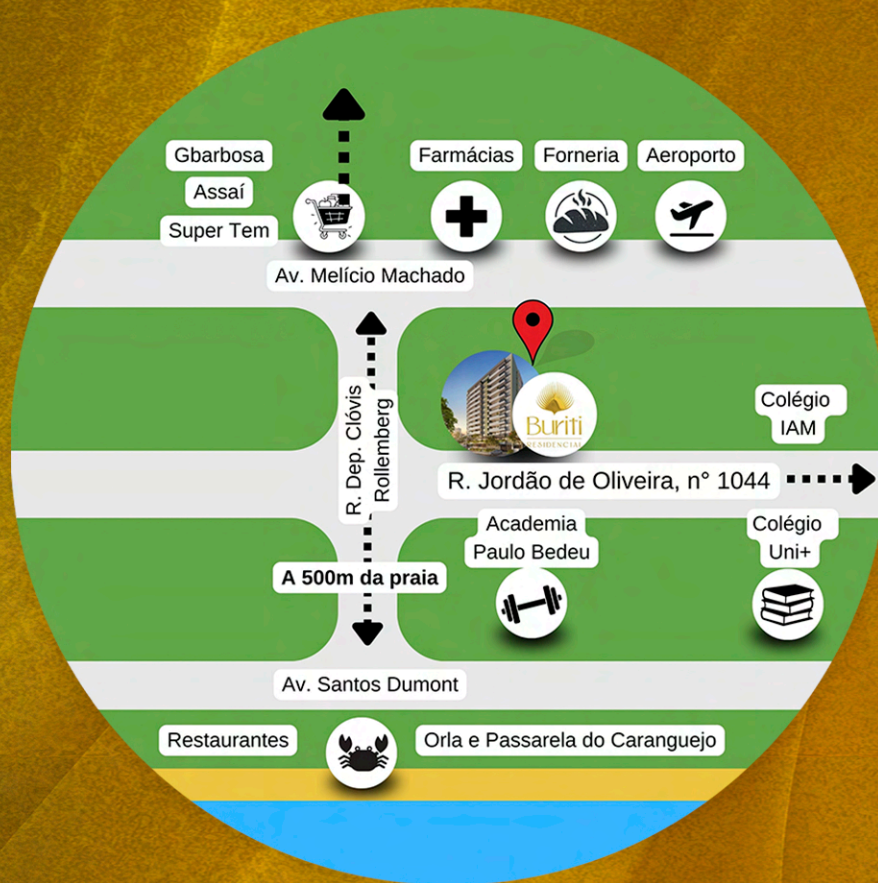 Gbarbosa
Assaí
Super Tem
Farmácias
Forneria
Aeroporto
Av. Melício Machado
R. Dep. Clóvis
Rollemberg
Buriti
RESIDENCIAL
Colégio
IAM
R. Jordão de Oliveira, n° 1044
Academia
Paulo Bedeu
Colégio
Uni+
A 500m da praia
Av. Santos Dumont
Restaurantes
Orla e Passarela do Caranguejo